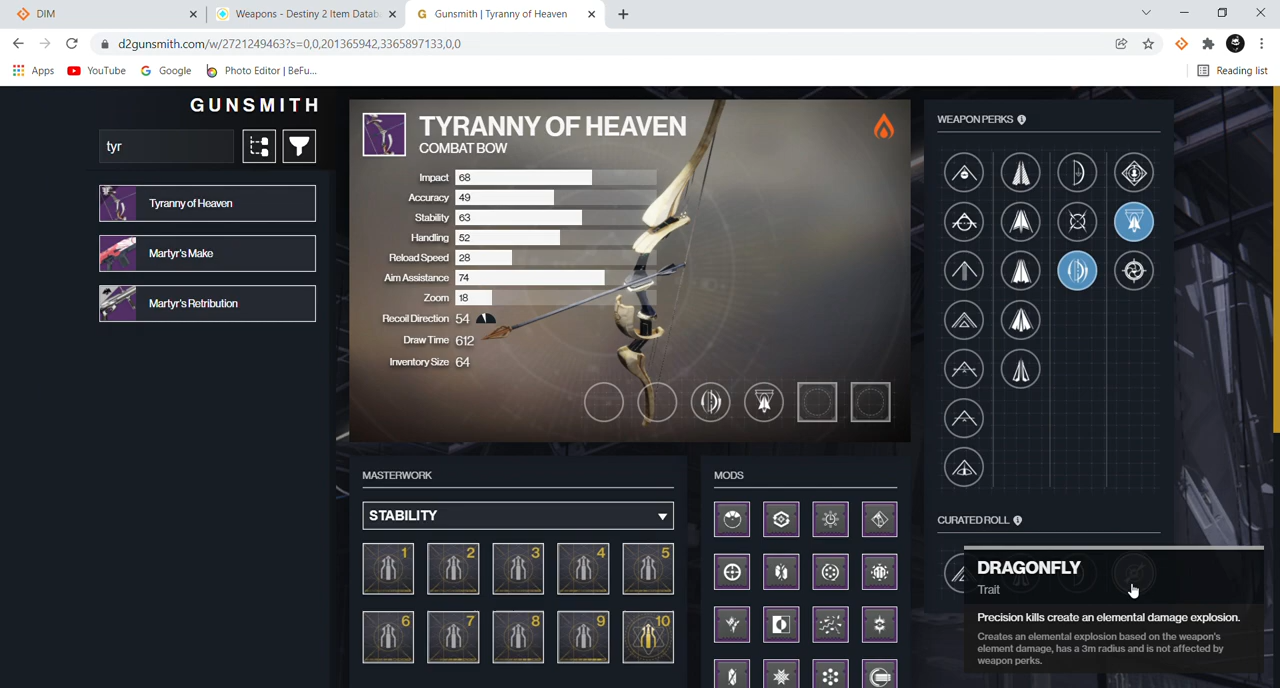 DIM
Weapons - Destiny 2 Item Datab
G Gunsmith | Tyranny of Heaven
d2gunsmith.com/w/2721249463?s=0,0,201365942,3365897133,0,0
Apps YouTube Google Photo Editor | BeFu... Reading list
GUNSMITH
tyr
Tyranny of Heaven
Martyr's Make
Martyr's Retribution
TYRANNY OF HEAVEN
COMBAT BOW
Impact 68
Accuracy 49
Stability 63
Handling 52
Reload Speed 28
Aim Assistance 74
Zoom 18
Recoil Direction 54
Draw Time 612
Inventory Size 64
MASTERWORK
STABILITY
1 2 3 4 5
6 7 8 9 10
MODS
WEAPON PERKS
CURATED ROLL
DRAGONFLY
Trait
Precision kills create an elemental damage explosion.
Creates an elemental explosion based on the weapon's
element damage, has a 3m radius and is not affected by
weapon perks.